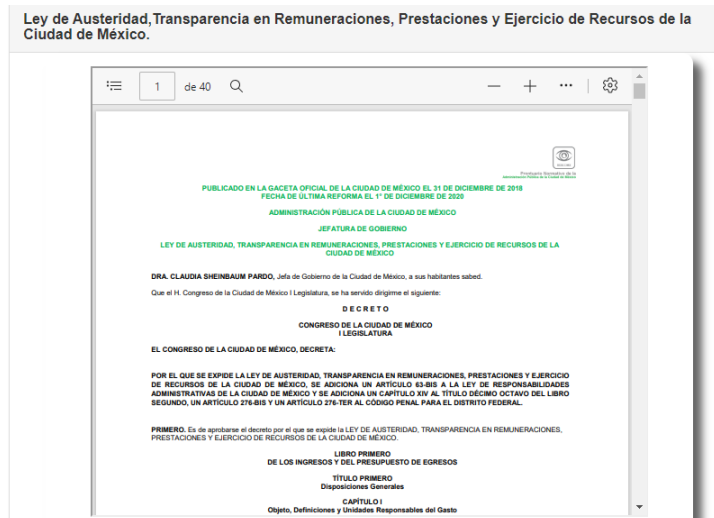 Ley de Austeridad,Transparencia en Remuneraciones, Prestaciones y Ejercicio de Recursos de la
Ciudad de México.
1 de 40
PUBLICADO EN LA GACETA OFICIAL DE LA CIUDAD DE MÉXICO EL 31 DE DICIEMBRE DE 2018
FECHA DE ÚLTIMA REFORMA EL 1° DE DICIEMBRE DE 2020
ADMINISTRACIÓN PÚBLICA DE LA CIUDAD DE MÉXICO
JEFATURA DE GOBIERNO
LEY DE AUSTERIDAD, TRANSPARENCIA EN REMUNERACIONES, PRESTACIONES Y EJERCICIO DE RECURSOS DE LA
CIUDAD DE MÉXICO
DRA. CLAUDIA SHEINBAUM PARDO, Jefa de Gobierno de la Ciudad de México, a sus habitantes sabed.
Que el H. Congreso de la Ciudad de México I Legislatura, se ha servido dirigirme el siguiente:
D E C R E T O
CONGRESO DE LA CIUDAD DE MÉXICO
I LEGISLATURA
EL CONGRESO DE LA CIUDAD DE MÉXICO, DECRETA:
POR EL QUE SE EXPIDE LA LEY DE AUSTERIDAD, TRANSPARENCIA EN REMUNERACIONES, PRESTACIONES Y EJERCICIO
DE RECURSOS DE LA CIUDAD DE MÉXICO, SE ADICIONA UN ARTÍCULO 63-BIS A LA LEY DE RESPONSABILIDADES
ADMINISTRATIVAS DE LA CIUDAD DE MÉXICO Y SE ADICIONA UN CAPÍTULO XIV AL TÍTULO DÉCIMO OCTAVO DEL LIBRO
SEGUNDO, UN ARTÍCULO 276-BIS Y UN ARTÍCULO 276-TER AL CÓDIGO PENAL PARA EL DISTRITO FEDERAL.
PRIMERO. Es de aprobarse el decreto por el que se expide la LEY DE AUSTERIDAD, TRANSPARENCIA EN REMUNERACIONES,
PRESTACIONES Y EJERCICIO DE RECURSOS DE LA CIUDAD DE MÉXICO.
LIBRO PRIMERO
DE LOS INGRESOS Y DEL PRESUPUESTO DE EGRESOS
TÍTULO PRIMERO
Disposiciones Generales
CAPÍTULO I
Objeto, Definiciones y Unidades Responsables del Gasto